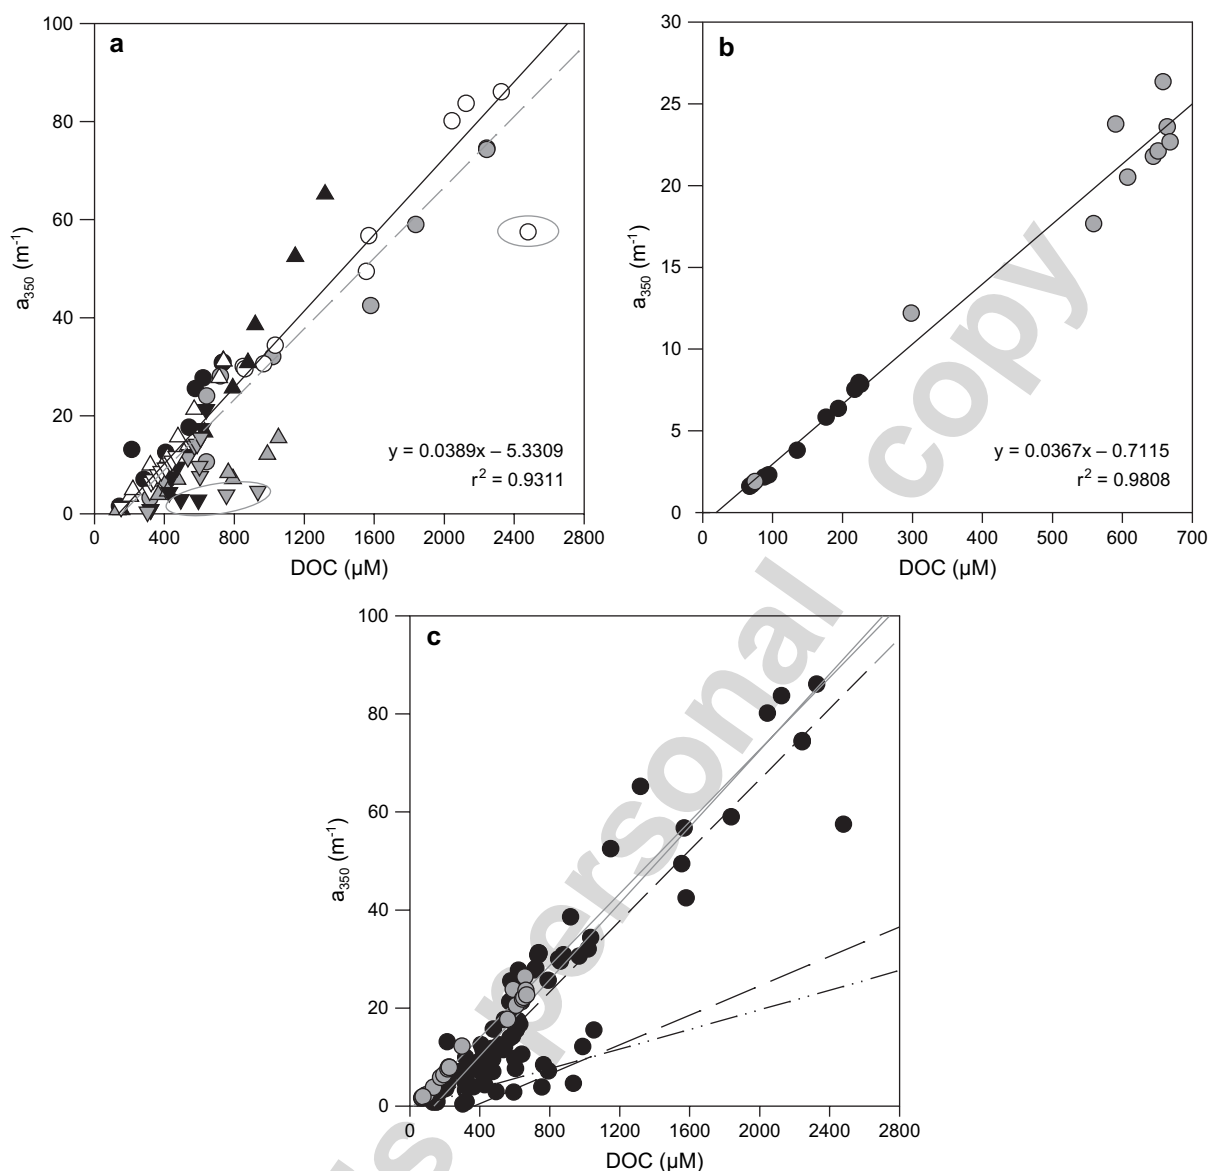 a
100
80
60
40
20
0
a350 (m-1)
0 400 800 1200 1600 2000 2400 2800
DOC (µM)
y = 0.0389x – 5.3309
r2 = 0.9311
b
30
25
20
15
10
5
0
a350 (m-1)
0 100 200 300 400 500 600 700
DOC (µM)
y = 0.0367x – 0.7115
r2 = 0.9808
c
100
80
60
40
20
0
a350 (m-1)
0 400 800 1200 1600 2000 2400 2800
DOC (µM)
personal copy